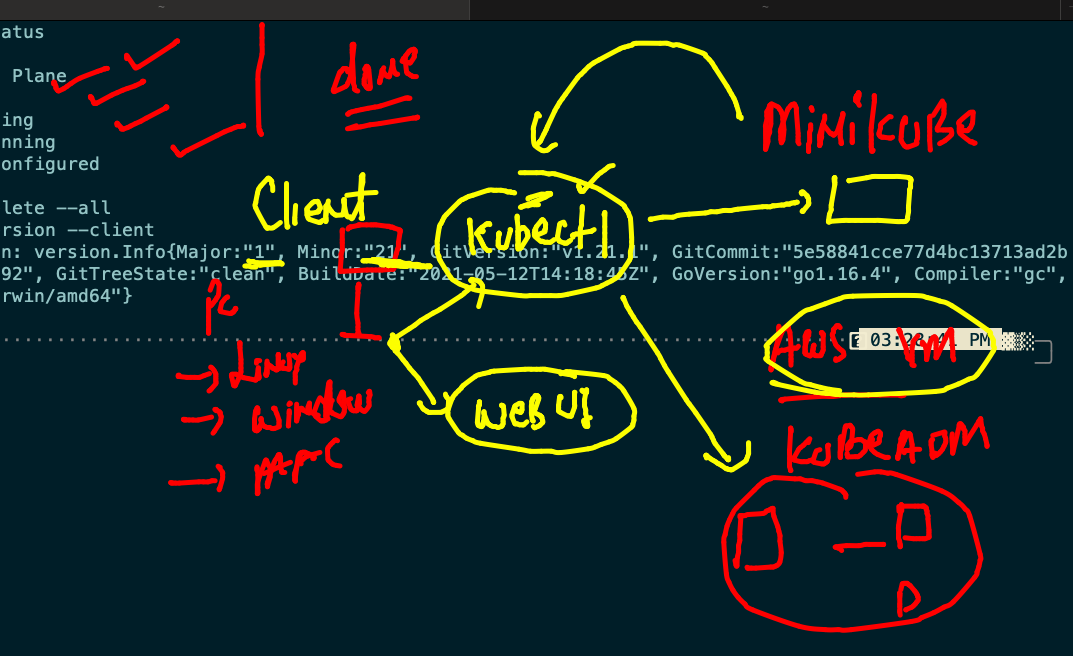 ~ ~
atus
Plane
done
ing
nning
onfigured
MiNikuBe
lete --all
Client
rsion --client
kubectl
n: version.Info{Major:"1", Minor:"21", GitVersion:"v1.21.1", GitCommit:"5e58841cce77d4bc13713ad2b
92", GitTreeState:"clean", BuildDate:"2021-05-12T14:18:45Z", GoVersion:"go1.16.4", Compiler:"gc",
rwin/amd64"}
PC
AWS VM
PM
Linux
Window
WeB UI
MAC
KuBeADM